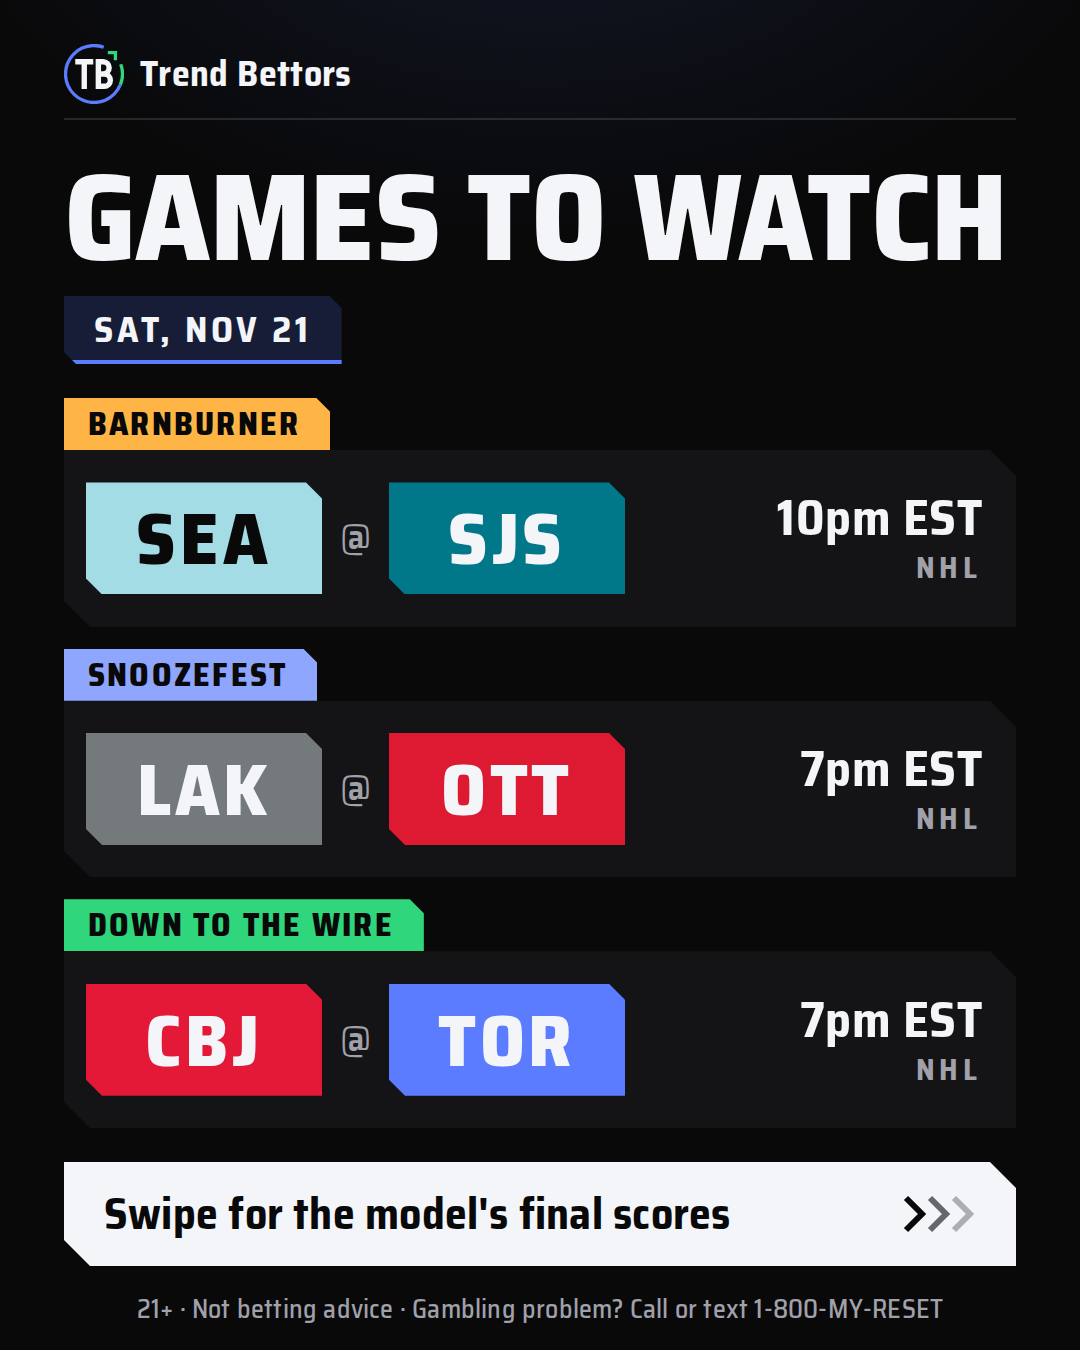 TB Trend Bettors
GAMES TO WATCH
SAT, NOV 21
BARNBURNER
SEA @ SJS 10pm EST
NHL
SNOOZEFEST
LAK @ OTT 7pm EST
NHL
DOWN TO THE WIRE
CBJ @ TOR 7pm EST
NHL
Swipe for the model's final scores
21+ · Not betting advice · Gambling problem? Call or text 1-800-MY-RESET